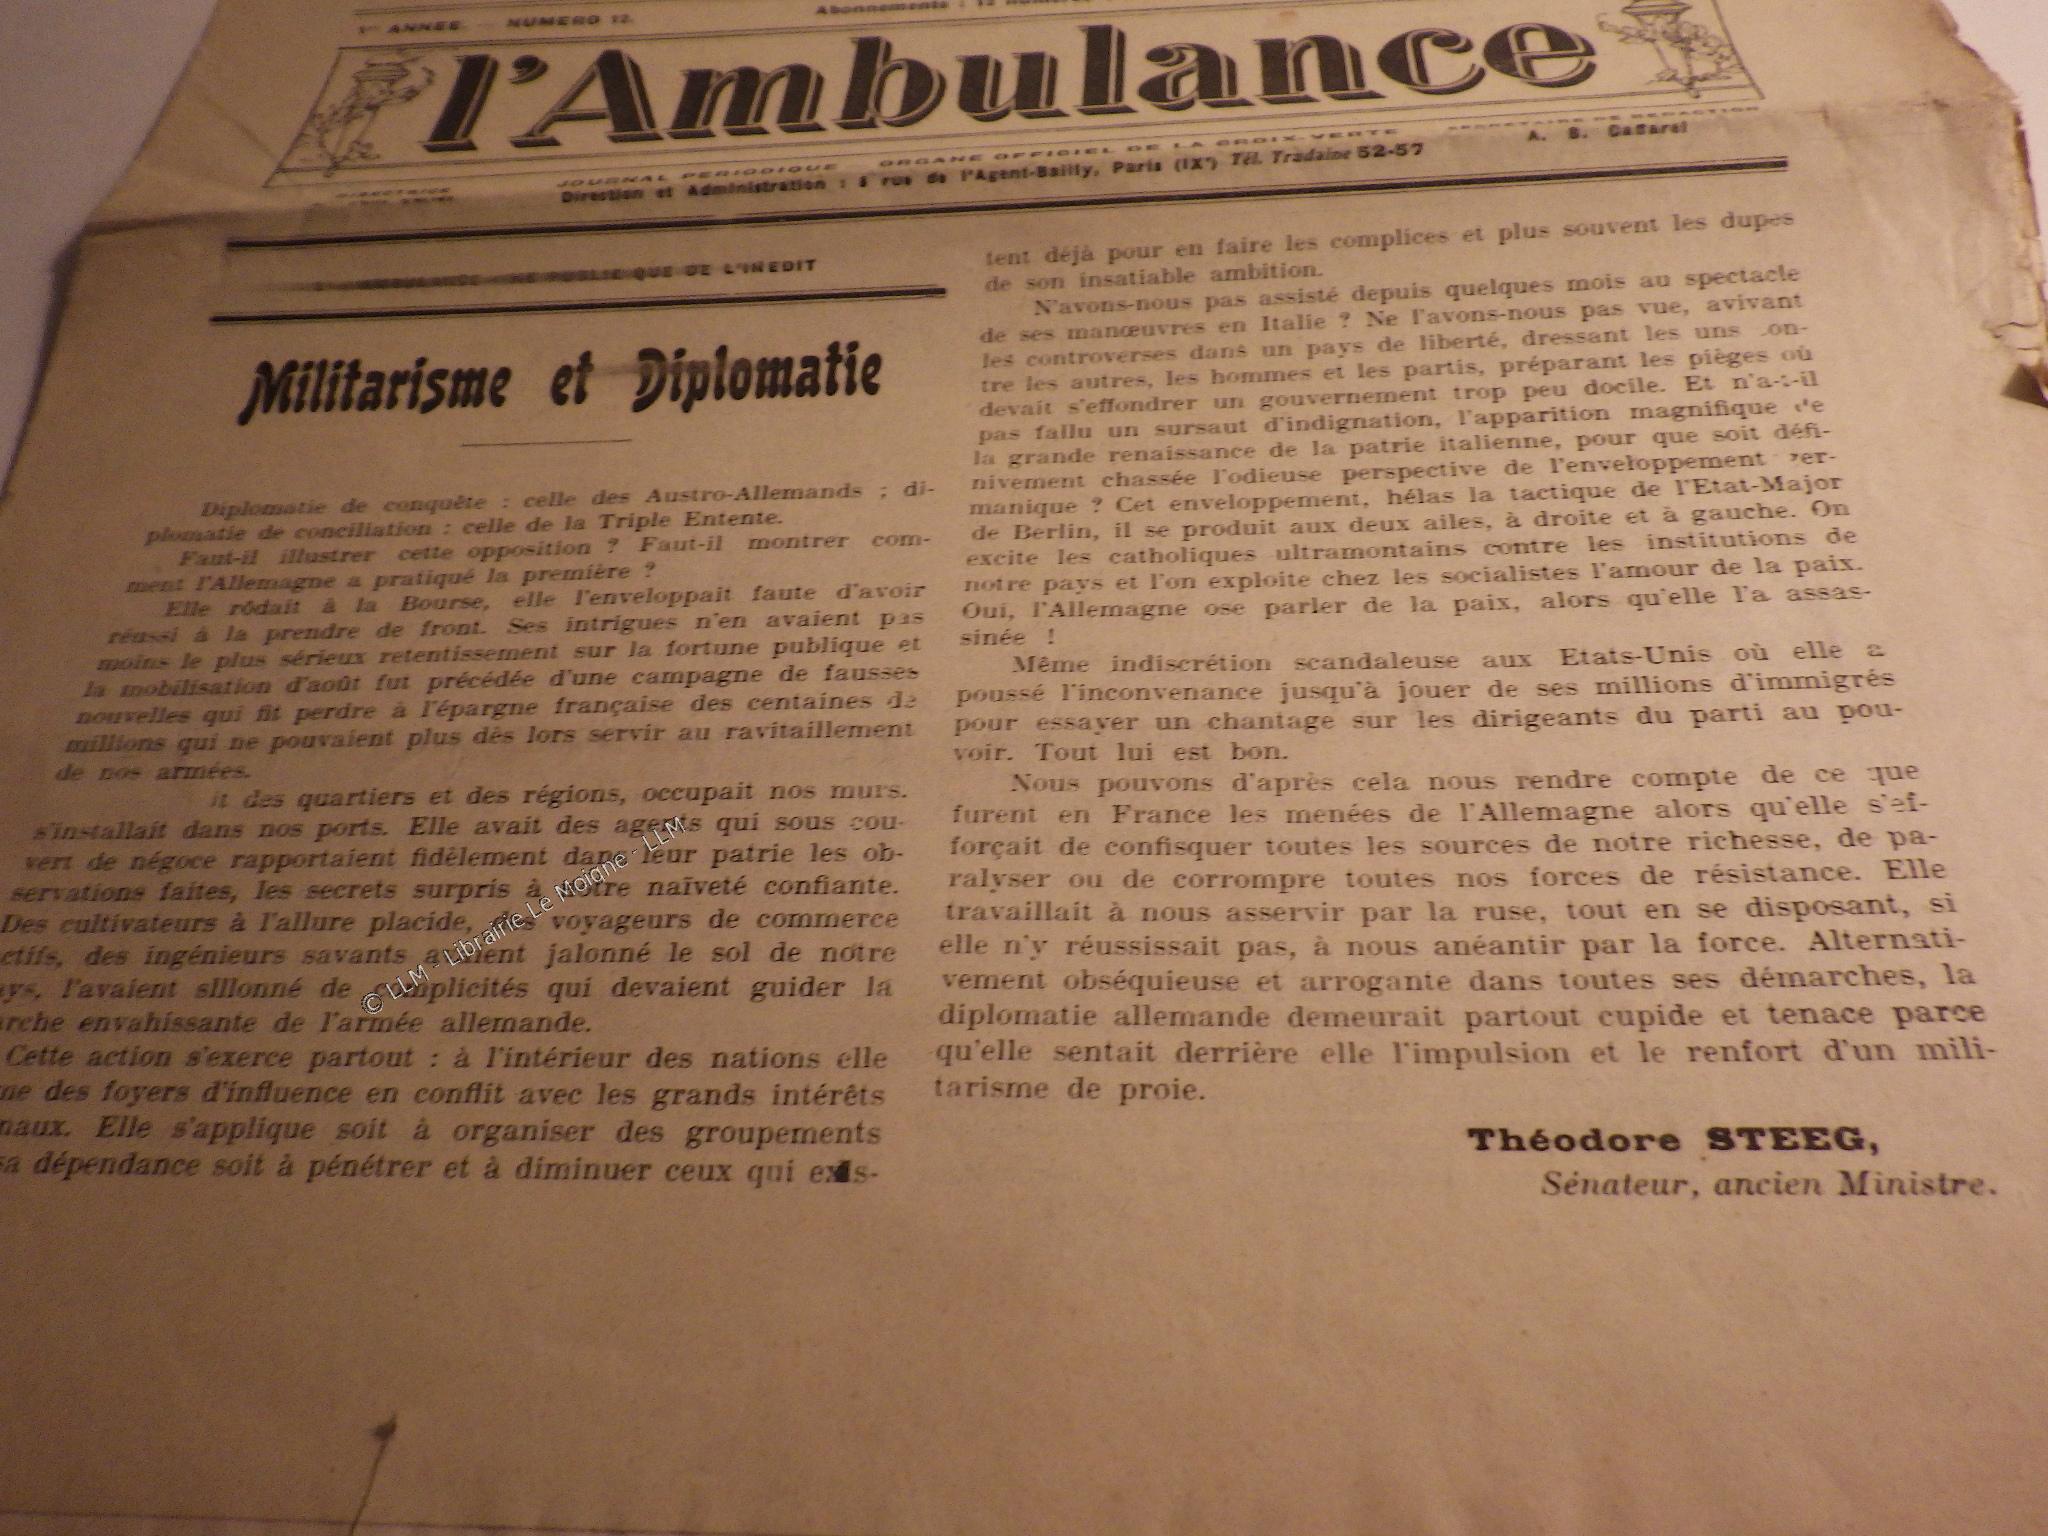 1re ANNEE. — NUMERO 12.
Abonnements : 12 numéros
l'Ambulance
JOURNAL PERIODIQUE ORGANE OFFICIEL DE LA CROIX-VERTE SECRETAIRE DE REDACTION
DIRECTRICE
Direction et Administration : 5 rue de l'Agent-Bailly, Paris (IXe) Tél. Trudaine 52-57
A. S. Caffarel
L'AMBULANCE NE PUBLIE QUE DE L'INEDIT
Militarisme et Diplomatie
Diplomatie de conquête : celle des Austro-Allemands ; di-
plomatie de conciliation : celle de la Triple Entente.
Faut-il illustrer cette opposition ? Faut-il montrer com-
ment l'Allemagne a pratiqué la première ?
Elle rôdait à la Bourse, elle l'enveloppait faute d'avoir
réussi à la prendre de front. Ses intrigues n'en avaient pas
moins le plus sérieux retentissement sur la fortune publique et
la mobilisation d'août fut précédée d'une campagne de fausses
nouvelles qui fit perdre à l'épargne française des centaines de
millions qui ne pouvaient plus dès lors servir au ravitaillement
de nos armées.
it des quartiers et des régions, occupait nos murs.
s'installait dans nos ports. Elle avait des agents qui sous cou-
vert de négoce rapportaient fidèlement dans leur patrie les ob-
servations faites, les secrets surpris à notre naïveté confiante.
Des cultivateurs à l'allure placide, des voyageurs de commerce
ctifs, des ingénieurs savants avaient jalonné le sol de notre
ays, l'avaient sillonné de complicités qui devaient guider la
arche envahissante de l'armée allemande.
Cette action s'exerce partout : à l'intérieur des nations elle
ne des foyers d'influence en conflit avec les grands intérêts
naux. Elle s'applique soit à organiser des groupements
sa dépendance soit à pénétrer et à diminuer ceux qui exis-
tent déjà pour en faire les complices et plus souvent les dupes
de son insatiable ambition.
N'avons-nous pas assisté depuis quelques mois au spectacle
de ses manœuvres en Italie ? Ne l'avons-nous pas vue, avivant
les controverses dans un pays de liberté, dressant les uns con-
tre les autres, les hommes et les partis, préparant les pièges où
devait s'effondrer un gouvernement trop peu docile. Et n'a-t-il
pas fallu un sursaut d'indignation, l'apparition magnifique de
la grande renaissance de la patrie italienne, pour que soit défi-
nivement chassée l'odieuse perspective de l'enveloppement ger-
manique ? Cet enveloppement, hélas la tactique de l'Etat-Major
de Berlin, il se produit aux deux ailes, à droite et à gauche. On
excite les catholiques ultramontains contre les institutions de
notre pays et l'on exploite chez les socialistes l'amour de la paix.
Oui, l'Allemagne ose parler de la paix, alors qu'elle l'a assas-
sinée !
Même indiscrétion scandaleuse aux Etats-Unis où elle a
poussé l'inconvenance jusqu'à jouer de ses millions d'immigrés
pour essayer un chantage sur les dirigeants du parti au pou-
voir. Tout lui est bon.
Nous pouvons d'après cela nous rendre compte de ce que
furent en France les menées de l'Allemagne alors qu'elle s'ef-
forçait de confisquer toutes les sources de notre richesse, de pa-
ralyser ou de corrompre toutes nos forces de résistance. Elle
travaillait à nous asservir par la ruse, tout en se disposant, si
elle n'y réussissait pas, à nous anéantir par la force. Alternati-
vement obséquieuse et arrogante dans toutes ses démarches, la
diplomatie allemande demeurait partout cupide et tenace parce
qu'elle sentait derrière elle l'impulsion et le renfort d'un mili-
tarisme de proie.
Théodore STEEG,
Sénateur, ancien Ministre.
© LLM - Librairie Le Moigne - LLM